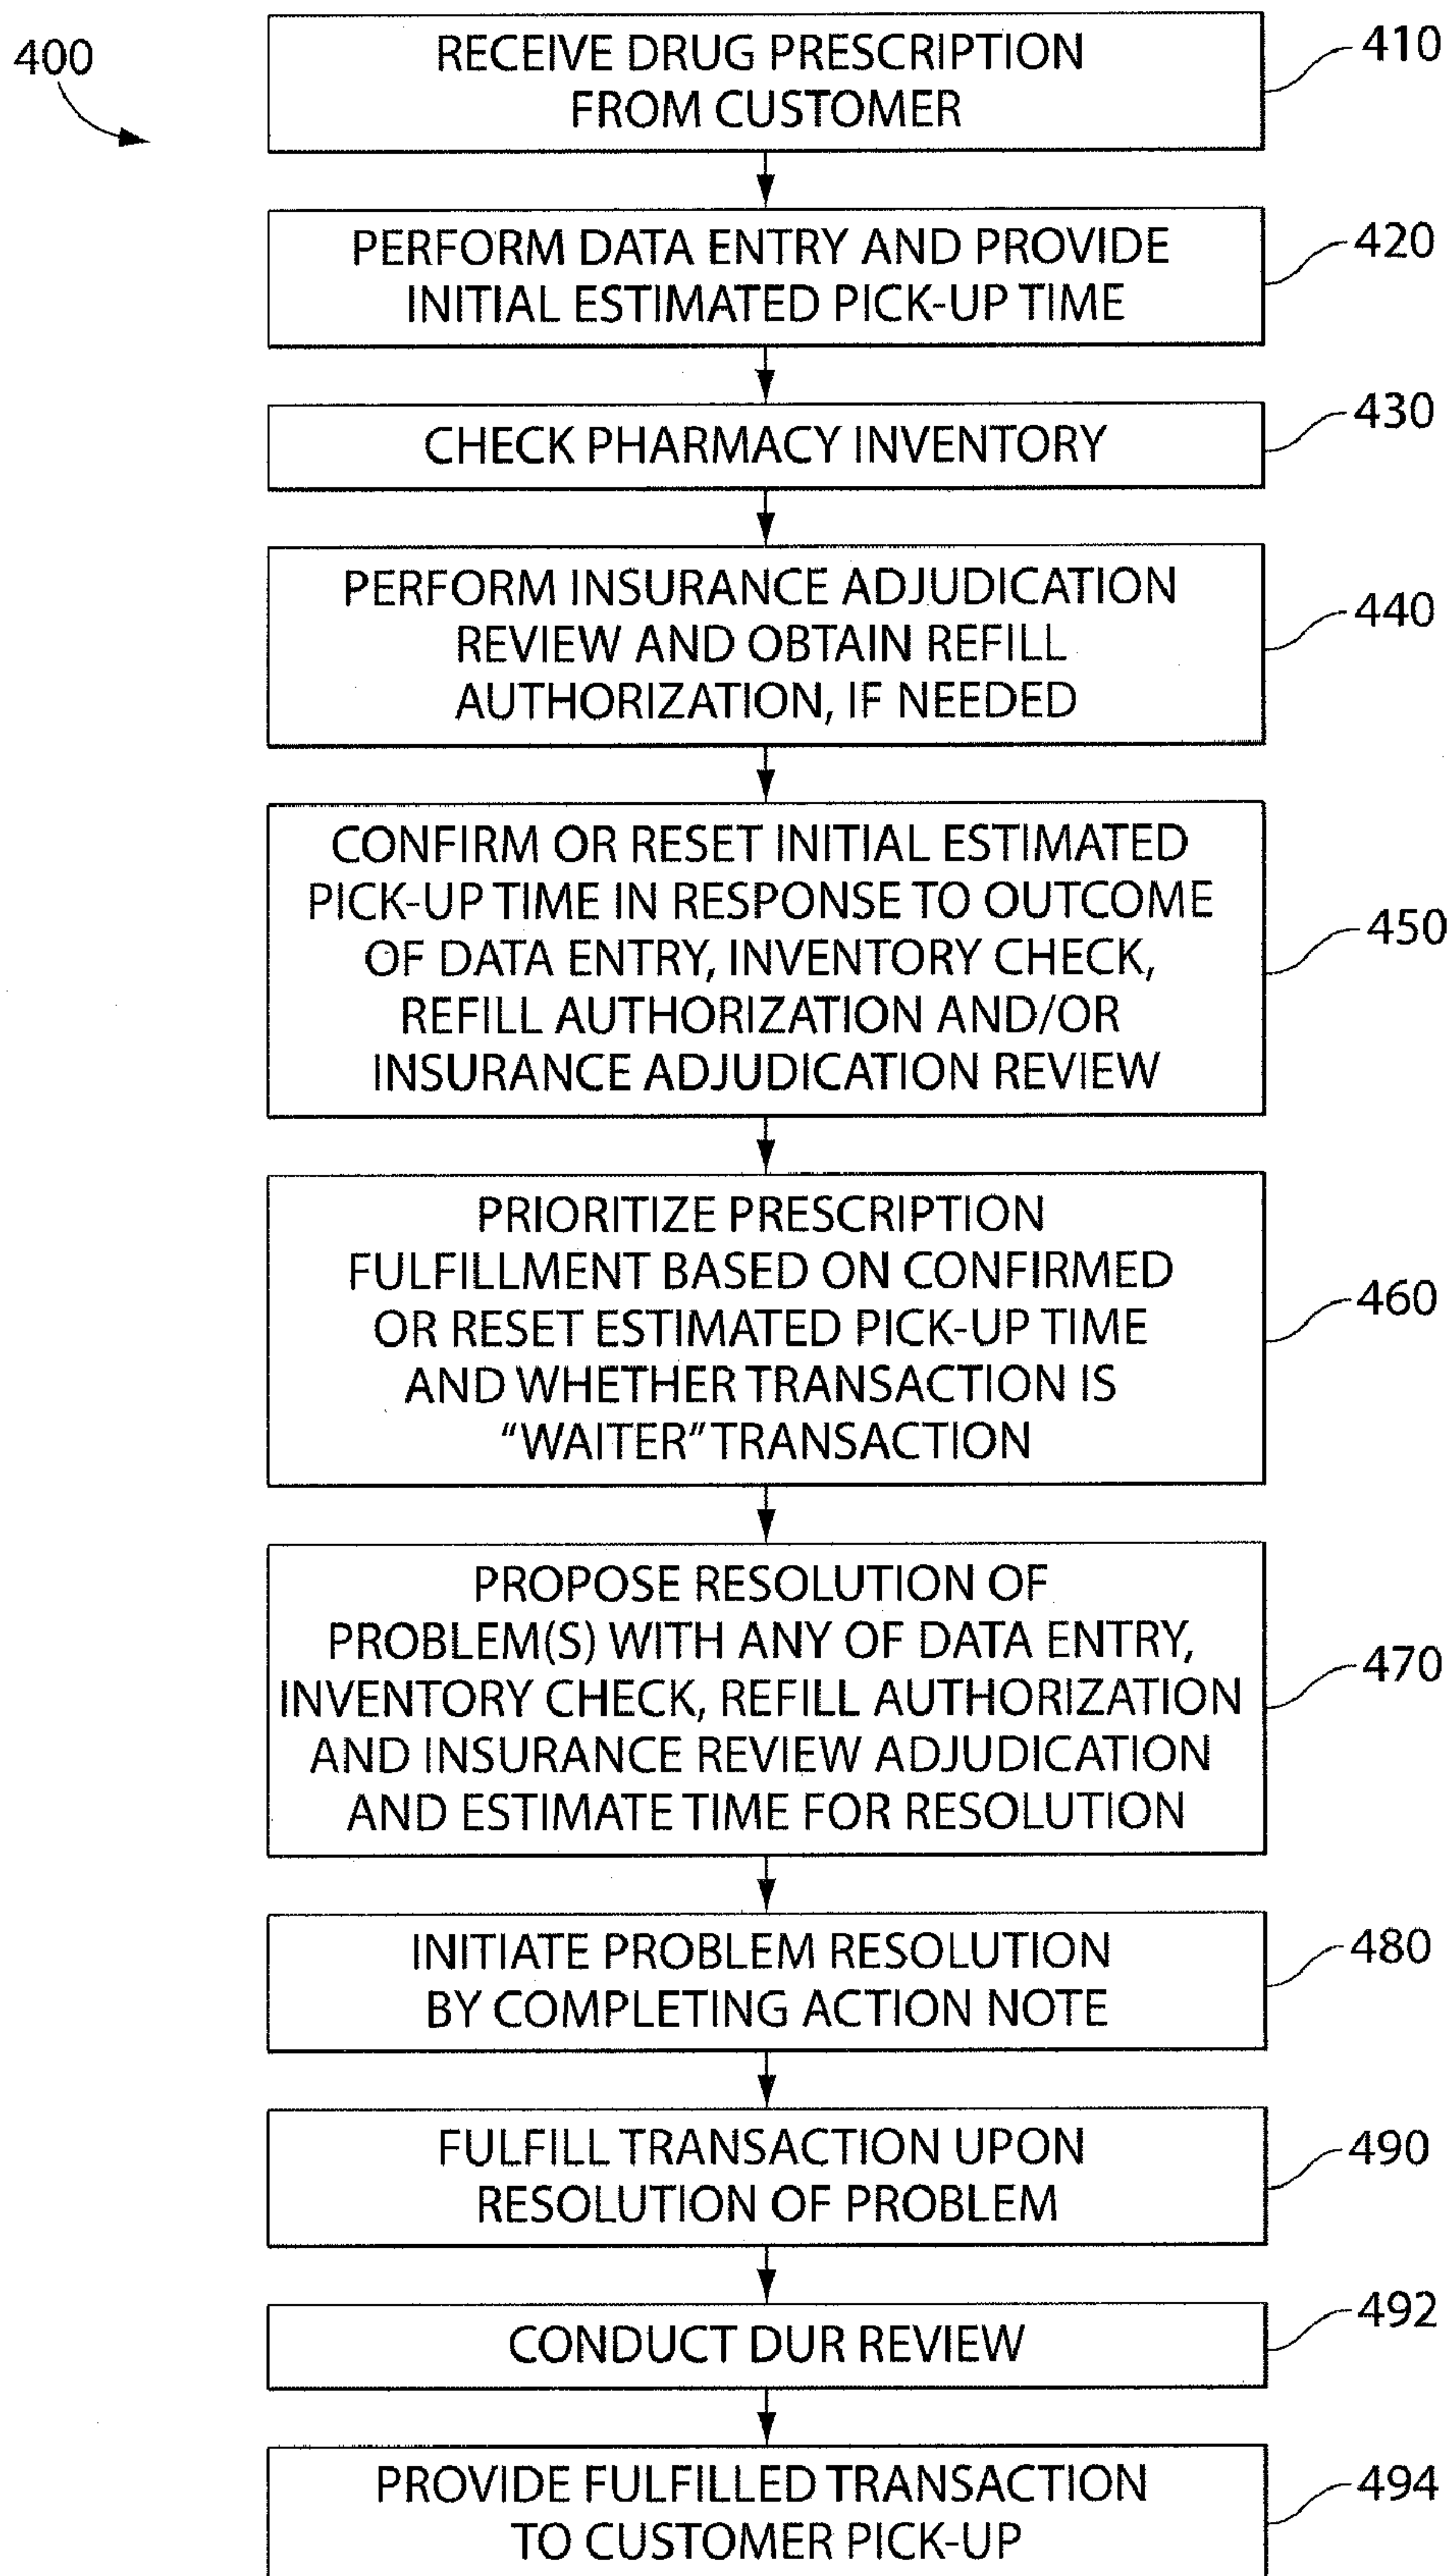 400
RECEIVE DRUG PRESCRIPTION
FROM CUSTOMER
410
PERFORM DATA ENTRY AND PROVIDE
INITIAL ESTIMATED PICK-UP TIME
420
CHECK PHARMACY INVENTORY
430
PERFORM INSURANCE ADJUDICATION
REVIEW AND OBTAIN REFILL
AUTHORIZATION, IF NEEDED
440
CONFIRM OR RESET INITIAL ESTIMATED
PICK-UP TIME IN RESPONSE TO OUTCOME
OF DATA ENTRY, INVENTORY CHECK,
REFILL AUTHORIZATION AND/OR
INSURANCE ADJUDICATION REVIEW
450
PRIORITIZE PRESCRIPTION
FULFILLMENT BASED ON CONFIRMED
OR RESET ESTIMATED PICK-UP TIME
AND WHETHER TRANSACTION IS
“WAITER” TRANSACTION
460
PROPOSE RESOLUTION OF
PROBLEM(S) WITH ANY OF DATA ENTRY,
INVENTORY CHECK, REFILL AUTHORIZATION
AND INSURANCE REVIEW ADJUDICATION
AND ESTIMATE TIME FOR RESOLUTION
470
INITIATE PROBLEM RESOLUTION
BY COMPLETING ACTION NOTE
480
FULFILL TRANSACTION UPON
RESOLUTION OF PROBLEM
490
CONDUCT DUR REVIEW
492
PROVIDE FULFILLED TRANSACTION
TO CUSTOMER PICK-UP
494